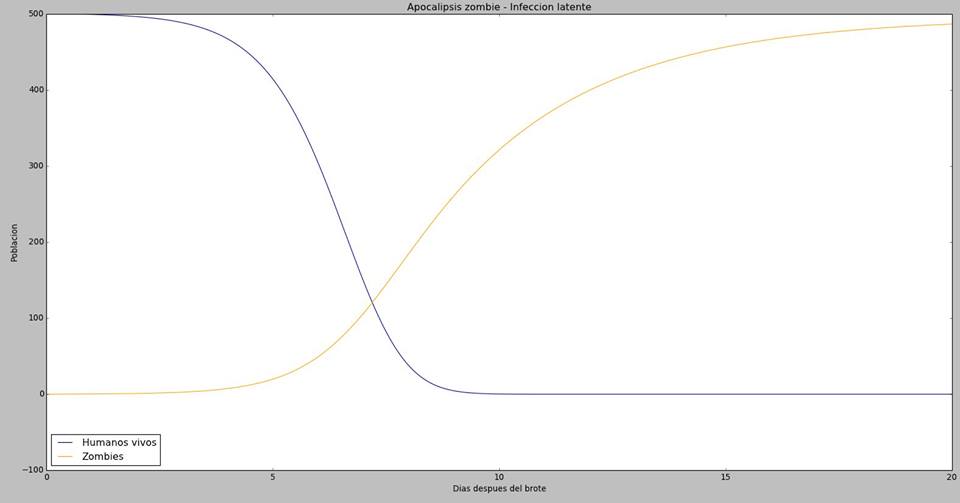 Apocalipsis zombie - Infeccion latente
500
400
300
200
100
0
−100
Poblacion
Humanos vivos
Zombies
0 5 10 15 20
Dias despues del brote